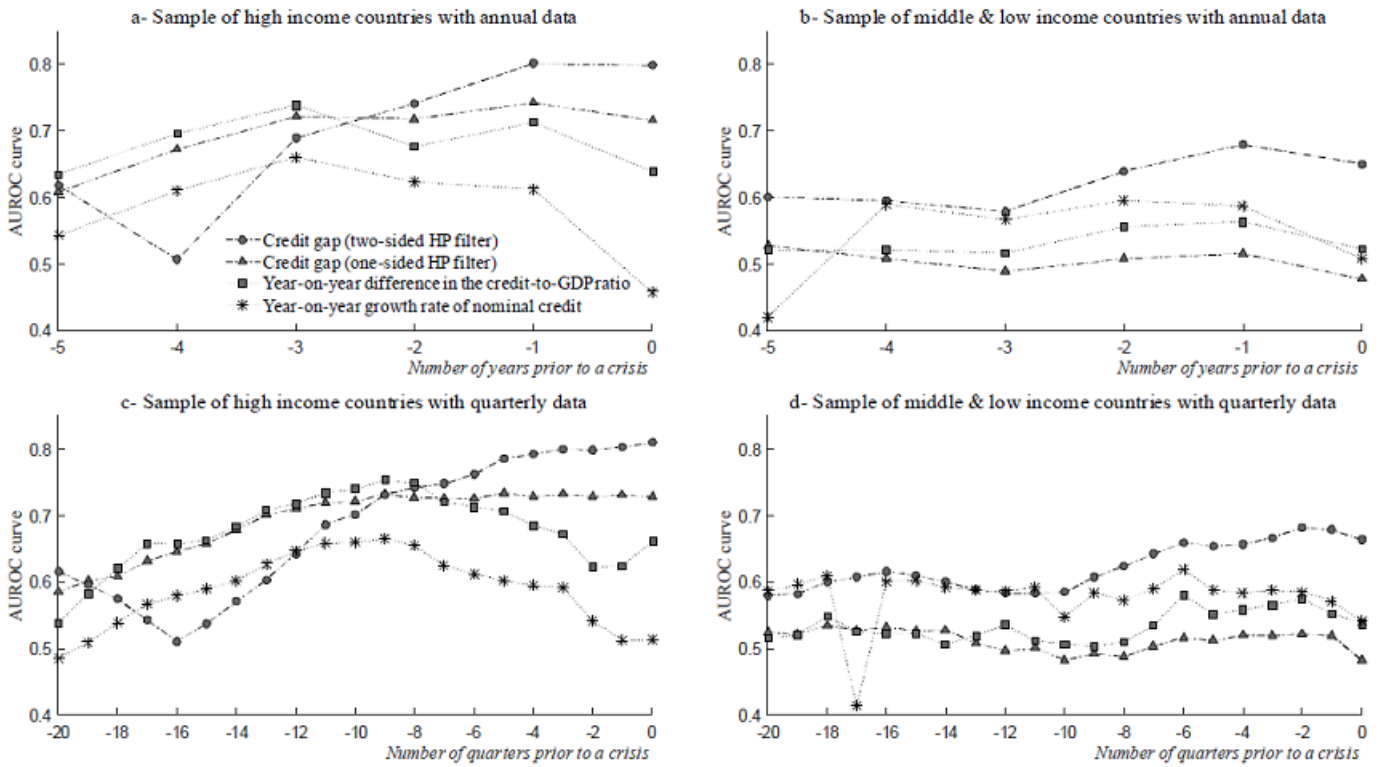 a- Sample of high income countries with annual data
AUROC curve
0.8
0.7
0.6
0.5
0.4
Credit gap (two-sided HP filter)
Credit gap (one-sided HP filter)
Year-on-year difference in the credit-to-GDP ratio
Year-on-year growth rate of nominal credit
-5 -4 -3 -2 -1 0
Number of years prior to a crisis
b- Sample of middle & low income countries with annual data
AUROC curve
0.8
0.7
0.6
0.5
0.4
-5 -4 -3 -2 -1 0
Number of years prior to a crisis
c- Sample of high income countries with quarterly data
AUROC curve
0.8
0.7
0.6
0.5
0.4
-20 -18 -16 -14 -12 -10 -8 -6 -4 -2 0
Number of quarters prior to a crisis
d- Sample of middle & low income countries with quarterly data
AUROC curve
0.8
0.7
0.6
0.5
0.4
-20 -18 -16 -14 -12 -10 -8 -6 -4 -2 0
Number of quarters prior to a crisis